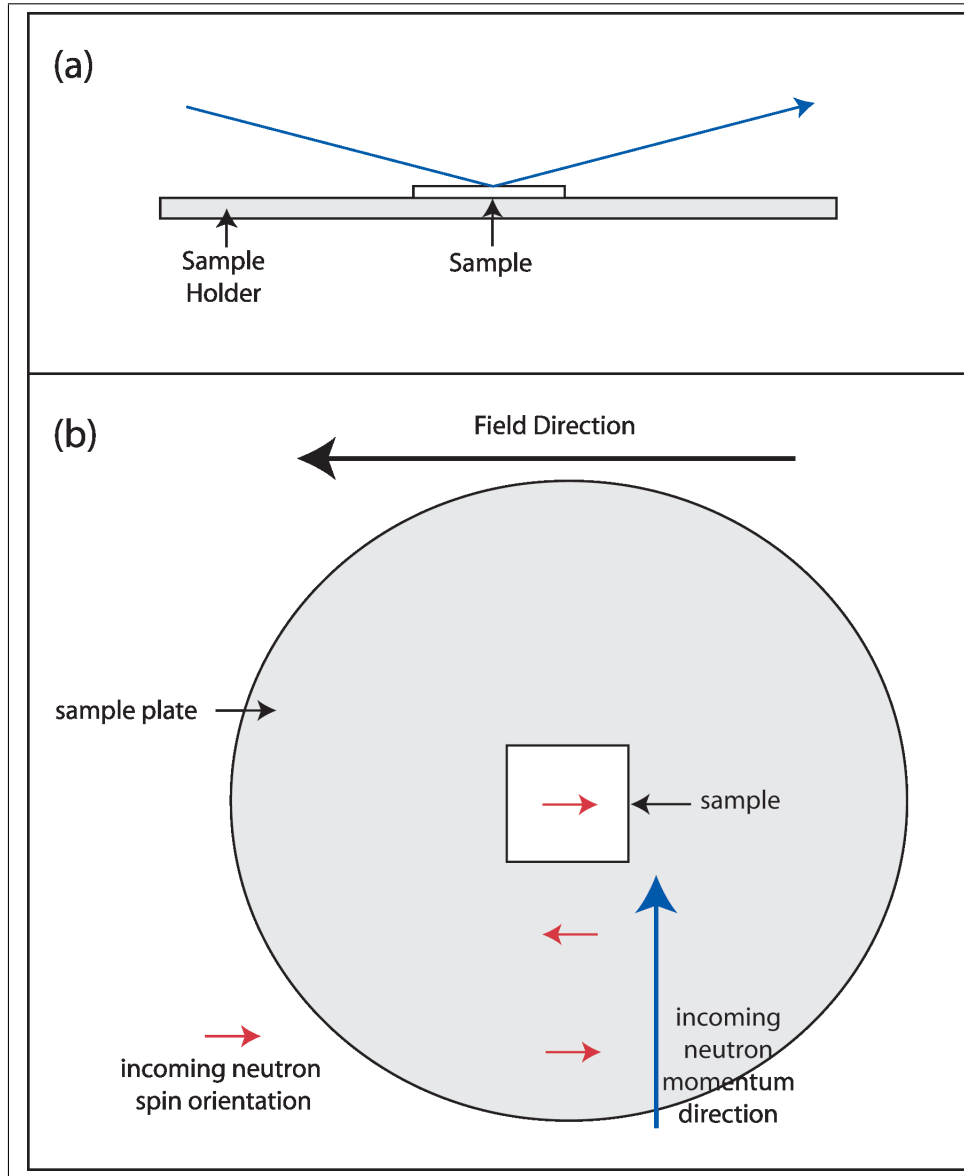 (a)
Sample
Holder
Sample
(b)
Field Direction
sample plate
sample
incoming neutron
spin orientation
incoming
neutron
momentum
direction